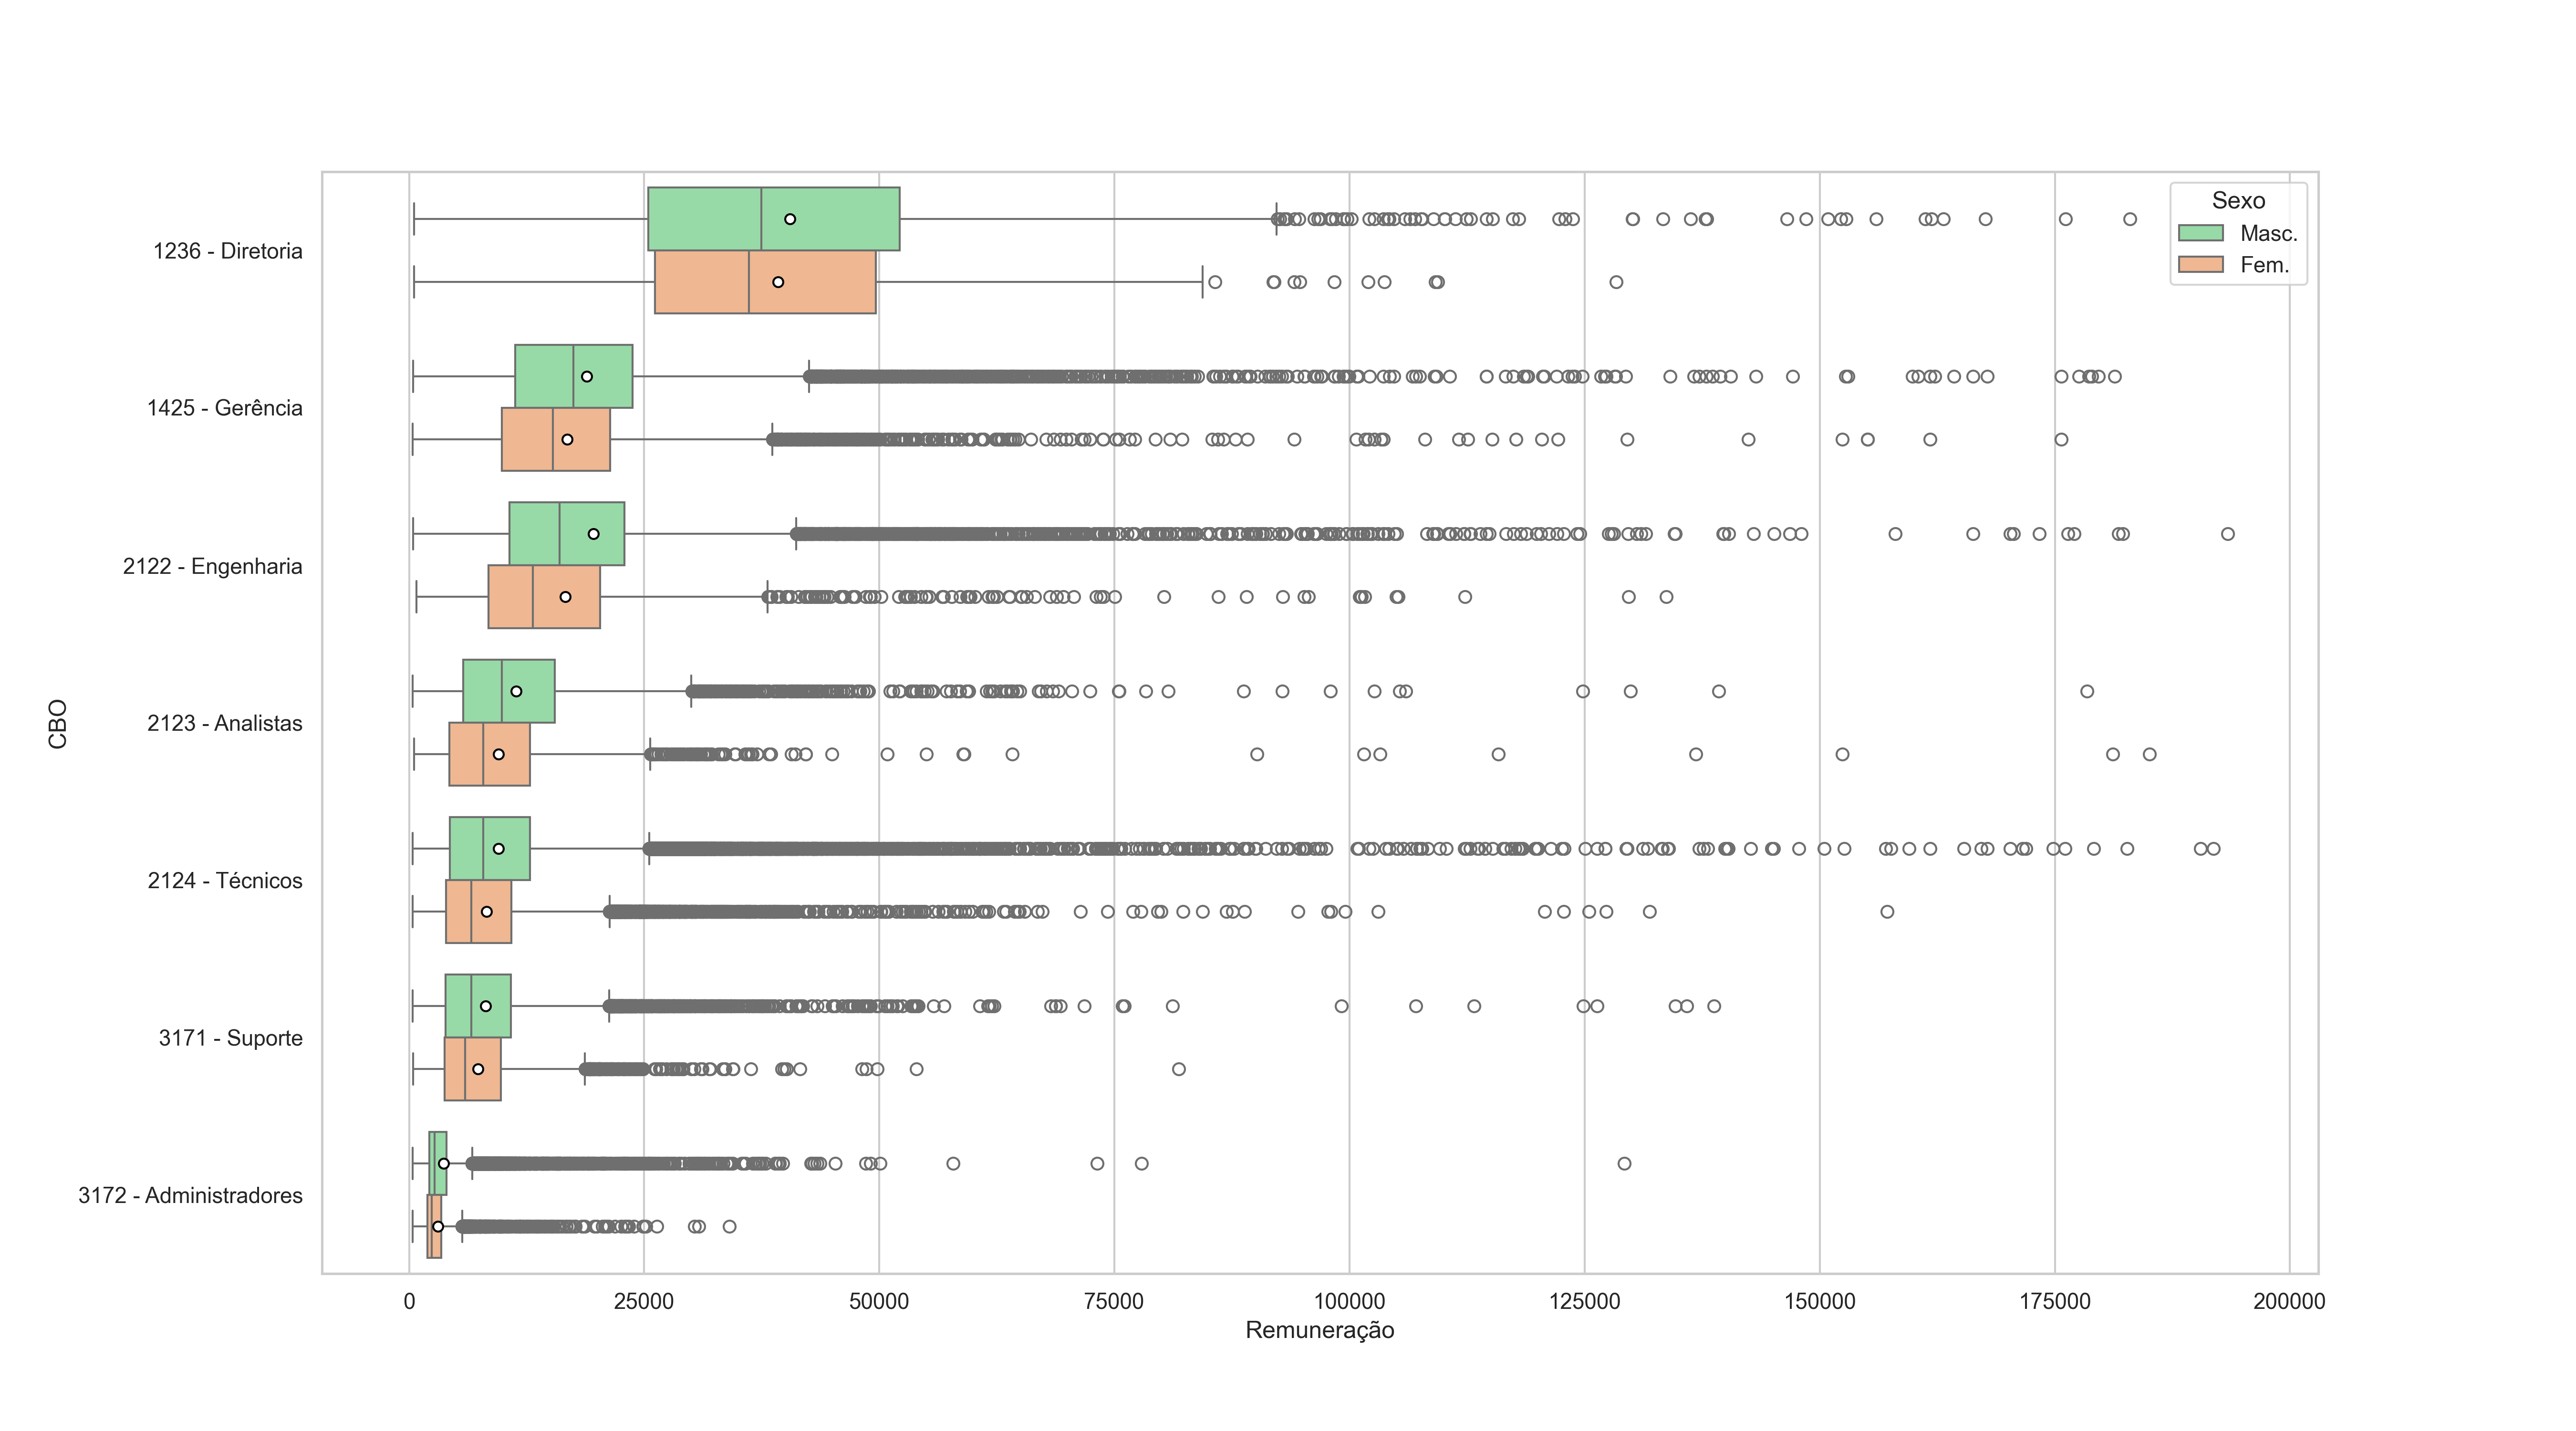 Sexo
Masc.
Fem.
1236 - Diretoria
1425 - Gerência
2122 - Engenharia
2123 - Analistas
2124 - Técnicos
3171 - Suporte
3172 - Administradores
CBO
0 25000 50000 75000 100000 125000 150000 175000 200000
Remuneração